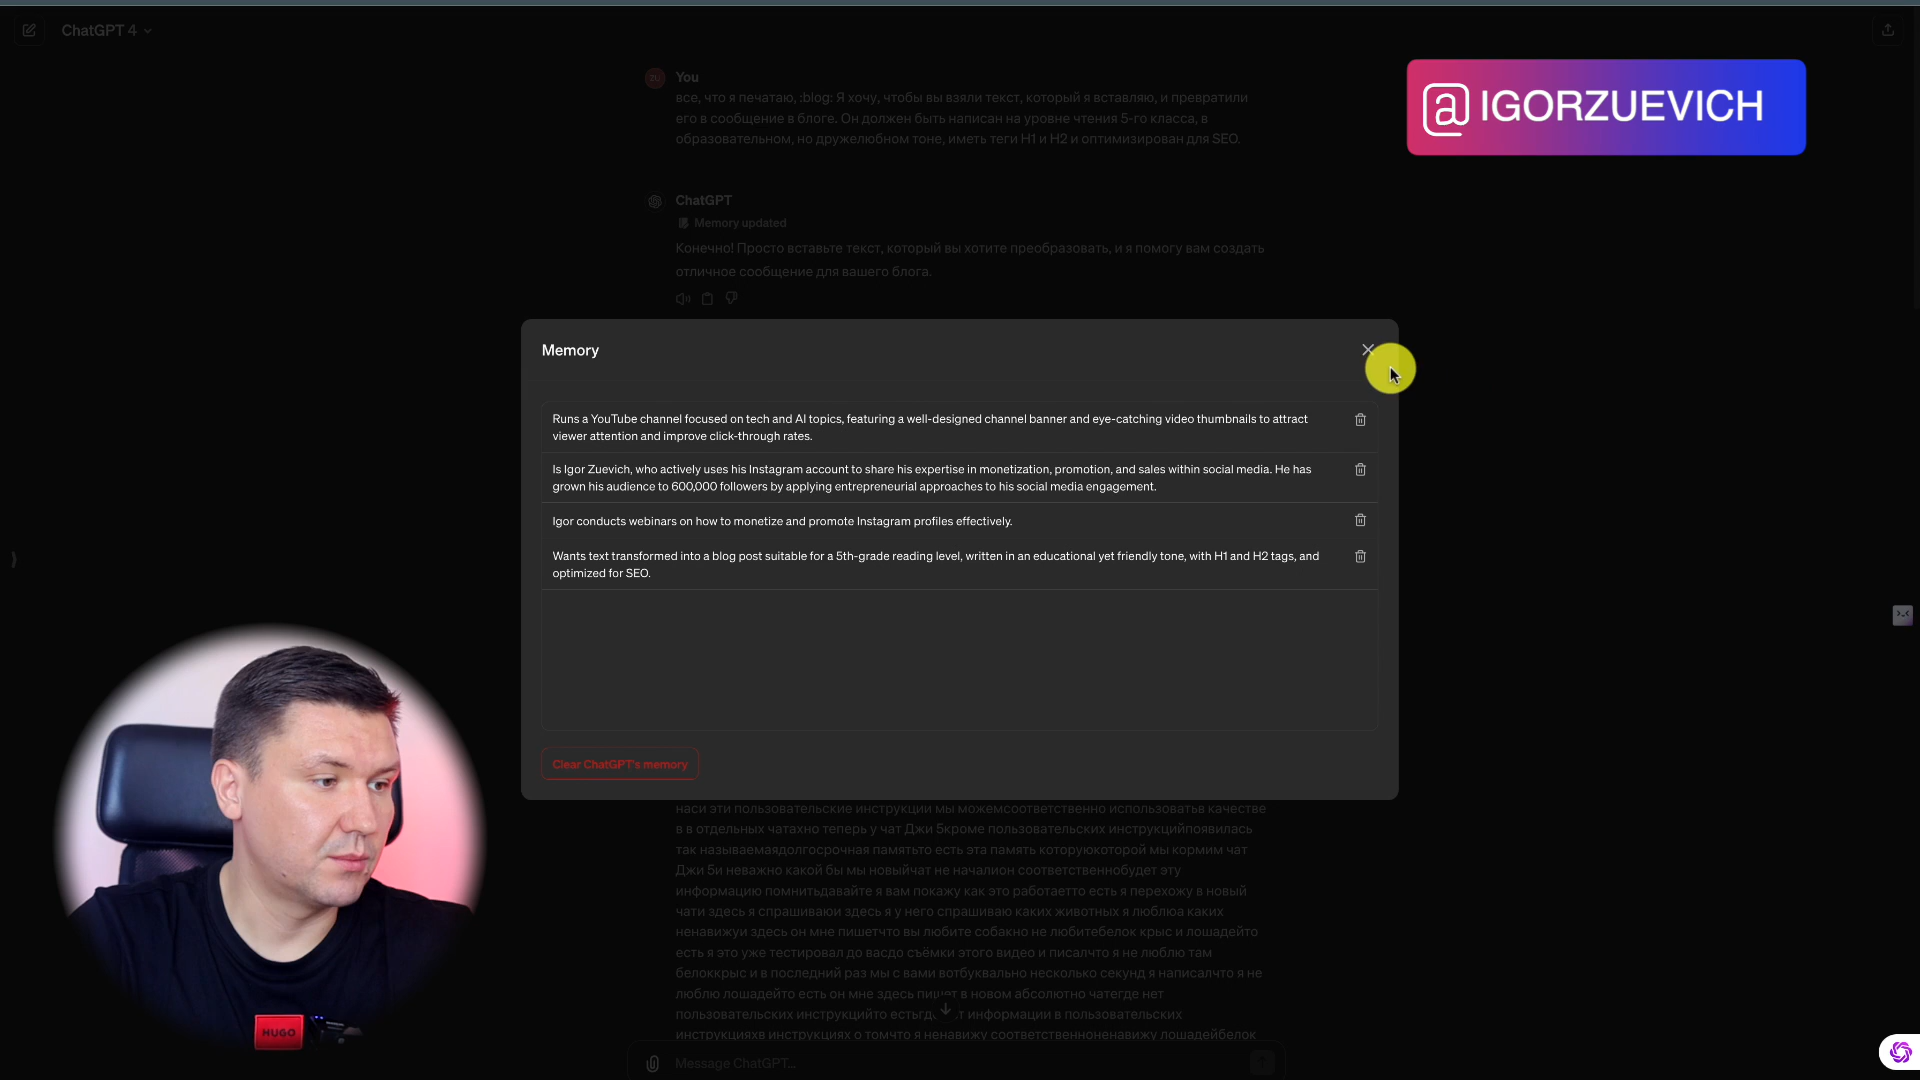 ChatGPT 4
You
все, что я печатаю, :blog: Я хочу, чтобы вы взяли текст, который я вставляю, и превратили
его в сообщение в блоге. Он должен быть написан на уровне чтения 5-го класса, в
образовательном, но дружелюбном тоне, иметь теги H1 и H2 и оптимизирован для SEO.
@IGORZUEVICH
ChatGPT
Memory updated
Конечно! Просто вставьте текст, который вы хотите преобразовать, и я помогу вам создать
отличное сообщение для вашего блога.
Memory
Runs a YouTube channel focused on tech and AI topics, featuring a well-designed channel banner and eye-catching video thumbnails to attract
viewer attention and improve click-through rates.
Is Igor Zuevich, who actively uses his Instagram account to share his expertise in monetization, promotion, and sales within social media. He has
grown his audience to 600,000 followers by applying entrepreneurial approaches to his social media engagement.
Igor conducts webinars on how to monetize and promote Instagram profiles effectively.
Wants text transformed into a blog post suitable for a 5th-grade reading level, written in an educational yet friendly tone, with H1 and H2 tags, and
optimized for SEO.
Clear ChatGPT's memory
наси эти пользовательские инструкции мы можемсоответственно использоватьв качестве
в в отдельных чатахно теперь у чат Джи 5кроме пользовательских инструкцийпоявилась
так называемаядолгосрочная памятьто есть эта память которуюкоторой мы кормим чат
Джи 5и неважно какой бы мы новыйчат не началион соответственнобудет эту
информацию помнитьдавайте я вам покажу как это работаетто есть я перехожу в новый
чати здесь я спрашиваюи здесь я у него спрашиваю каких животных я люблюа каких
ненавижуи здесь он мне пишетчто вы любите собакно не любитебелок крыс и лошадейто
есть я это уже тестировал до васдо съёмки этого видео и писалчто я не люблю там
белоккрыс и в последний раз мы с вами вотбуквально несколько секунд я написалчто я не
люблю лошадейто есть он мне здесь пишет в новом абсолютно чатегде нет
пользовательских инструкцийто естьгд т информации в пользовательских
инструкцияхв инструкциях о томчто я ненавижу соответственноненавижу лошадейбелок
Message ChatGPT...
HUGO